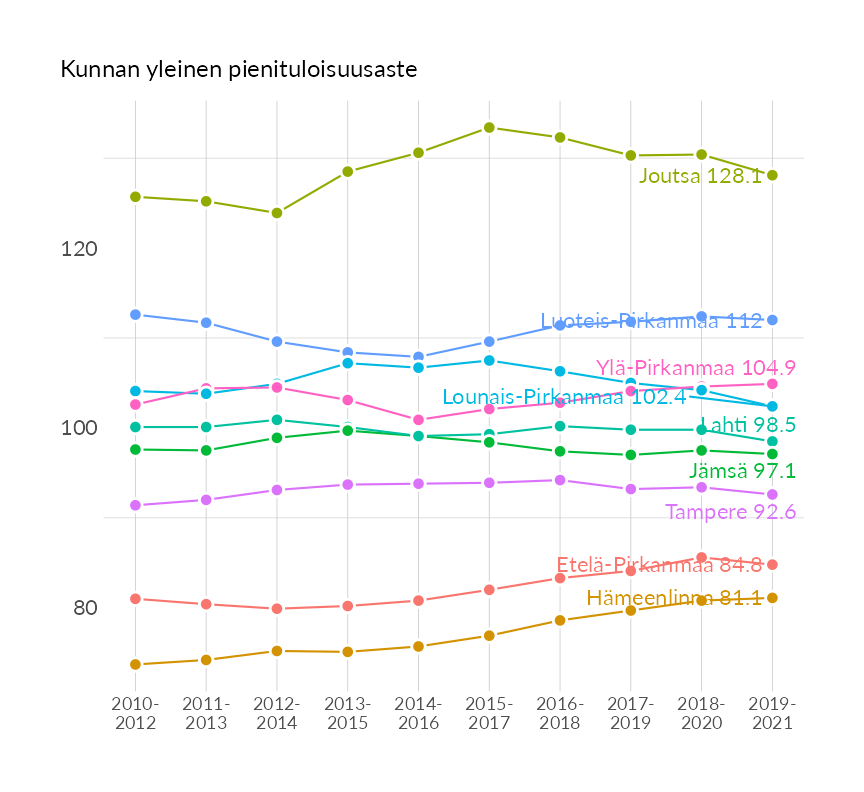 Kunnan yleinen pienituloisuusaste
Joutsa 128.1
120
Luoteis-Pirkanmaa 112
Ylä-Pirkanmaa 104.9
Lounais-Pirkanmaa 102.4
100
Lahti 98.5
Jämsä 97.1
Tampere 92.6
Etelä-Pirkanmaa 84.8
Hämeenlinna 81.1
80
2010- 2011- 2012- 2013- 2014- 2015- 2016- 2017- 2018- 2019-
2012 2013 2014 2015 2016 2017 2018 2019 2020 2021